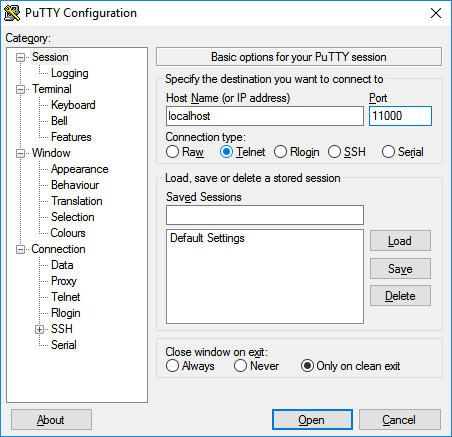 PuTTY Configuration
Category:
Session
Logging
Terminal
Keyboard
Bell
Features
Window
Appearance
Behaviour
Translation
Selection
Colours
Connection
Data
Proxy
Telnet
Rlogin
SSH
Serial
Basic options for your PuTTY session
Specify the destination you want to connect to
Host Name (or IP address) Port
localhost 11000
Connection type:
Raw Telnet Rlogin SSH Serial
Load, save or delete a stored session
Saved Sessions
Default Settings
Load
Save
Delete
Close window on exit:
Always Never Only on clean exit
About Open Cancel